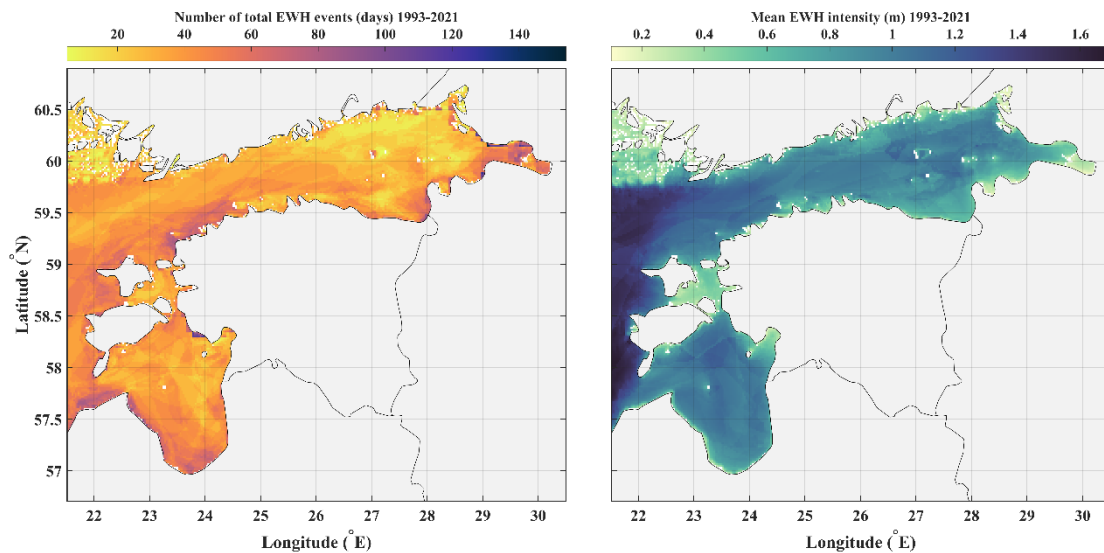 Number of total EWH events (days) 1993-2021
20 40 60 80 100 120 140
60.5
60
59.5
59
58.5
58
57.5
57
Latitude (°N)
22 23 24 25 26 27 28 29 30
Longitude (°E)
Mean EWH intensity (m) 1993-2021
0.2 0.4 0.6 0.8 1 1.2 1.4 1.6
22 23 24 25 26 27 28 29 30
Longitude (°E)